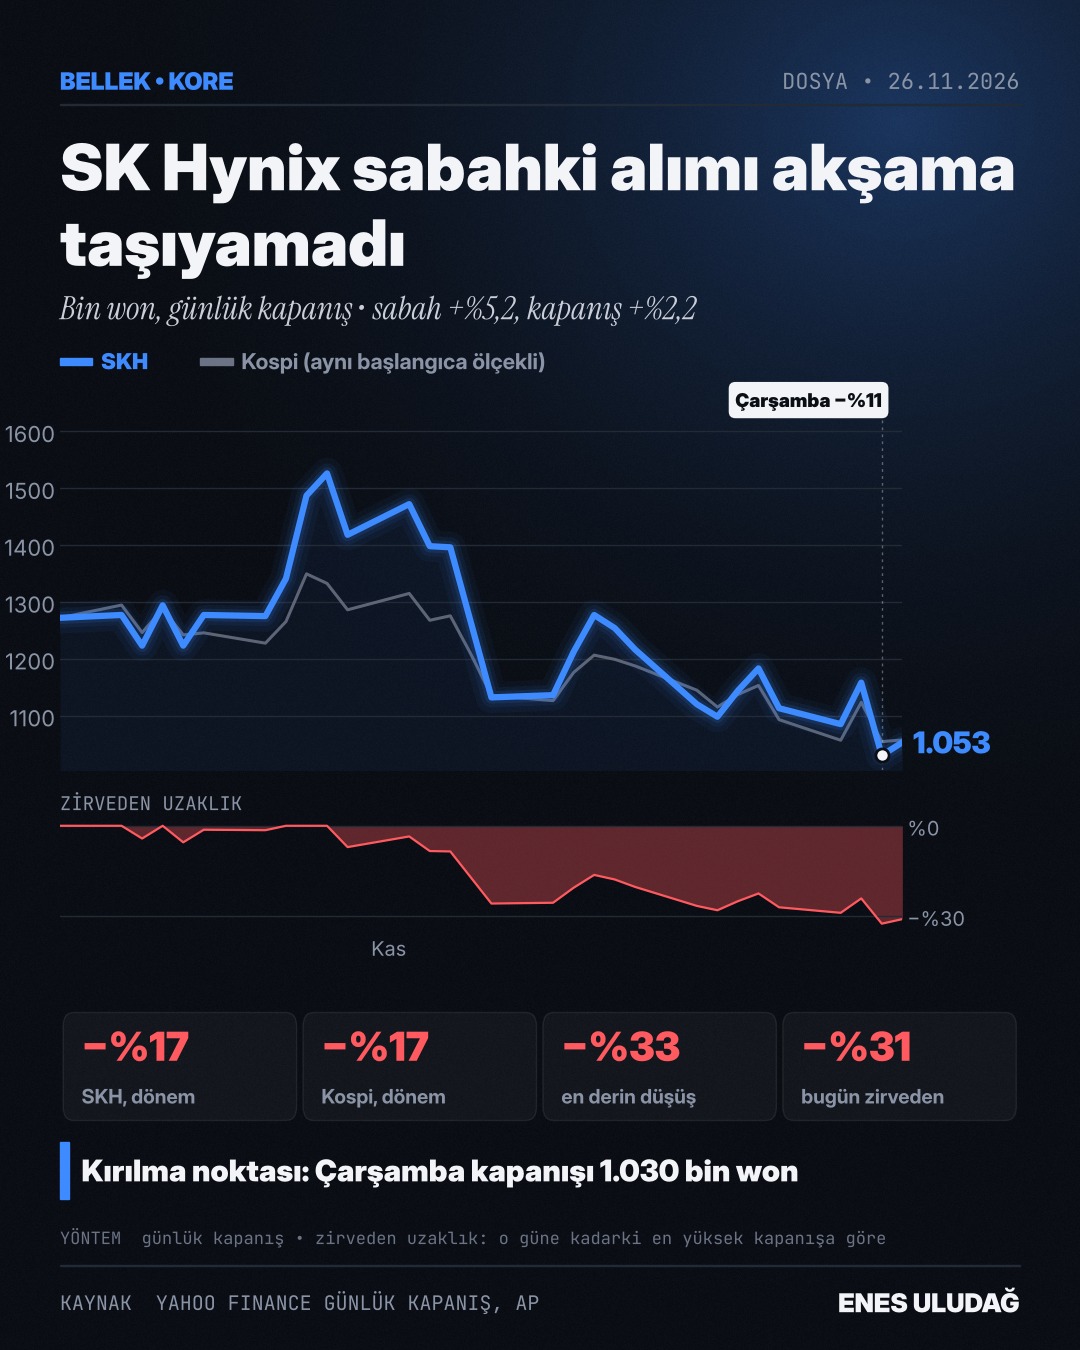 BELLEK • KORE
DOSYA • 26.11.2026
SK Hynix sabahki alımı akşama
taşıyamadı
Bin won, günlük kapanış • sabah +%5,2, kapanış +%2,2
SKH
Kospi (aynı başlangıca ölçekli)
Çarşamba −%11
1600
1500
1400
1300
1200
1100
1.053
ZİRVEDEN UZAKLIK
%0
−%30
Kas
−%17
SKH, dönem
−%17
Kospi, dönem
−%33
en derin düşüş
−%31
bugün zirveden
Kırılma noktası: Çarşamba kapanışı 1.030 bin won
YÖNTEM günlük kapanış • zirveden uzaklık: o güne kadarki en yüksek kapanışa göre
KAYNAK YAHOO FINANCE GÜNLÜK KAPANIŞ, AP
ENES ULUDAĞ